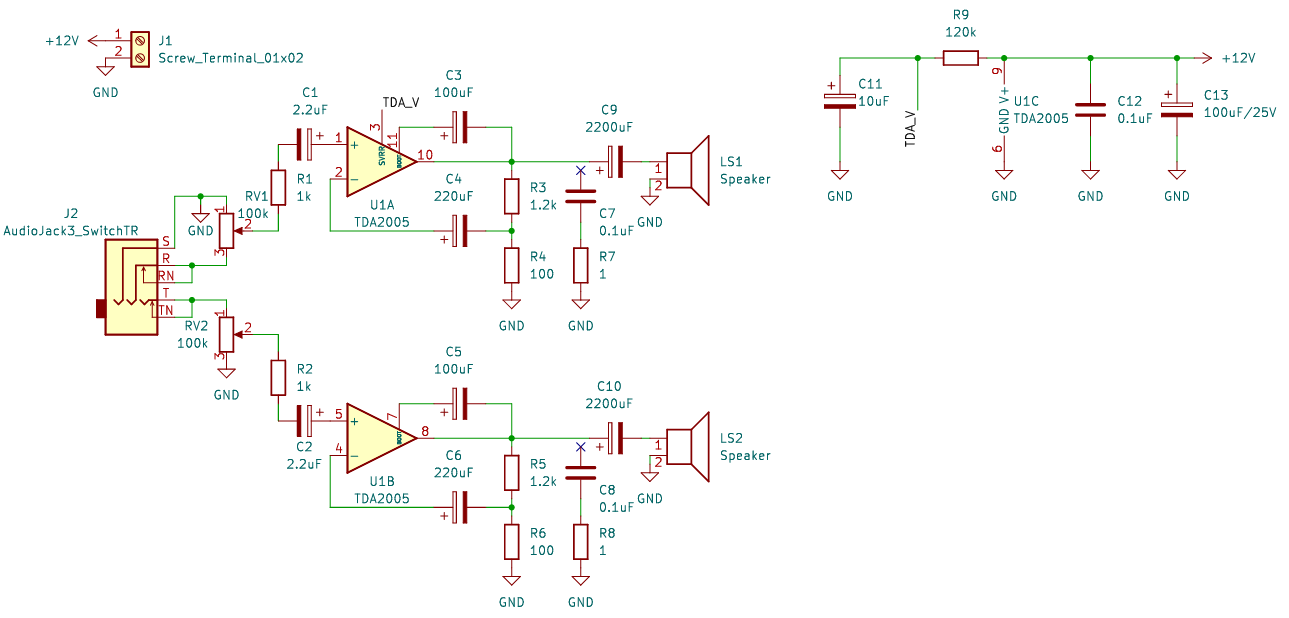 +12V
1
2
J1
Screw_Terminal_01x02
GND
R9
120k
+12V
C11
10uF
TDA_V
9
V+
GND
6
U1C
TDA2005
C12
0.1uF
C13
100uF/25V
GND
GND
GND
GND
C3
100uF
C1
2.2uF
TDA_V
3
11
SVRR
BOOT
1
2
10
C9
2200uF
LS1
Speaker
1
2
GND
R1
1k
RV1
100k
1
2
3
GND
U1A
TDA2005
C4
220uF
R3
1.2k
C7
0.1uF
R4
100
R7
1
GND
GND
J2
AudioJack3_SwitchTR
S
R
RN
T
TN
RV2
100k
1
2
3
GND
R2
1k
C2
2.2uF
5
4
7
BOOT
8
U1B
TDA2005
C5
100uF
C6
220uF
C10
2200uF
LS2
Speaker
1
2
GND
R5
1.2k
C8
0.1uF
R6
100
R8
1
GND
GND